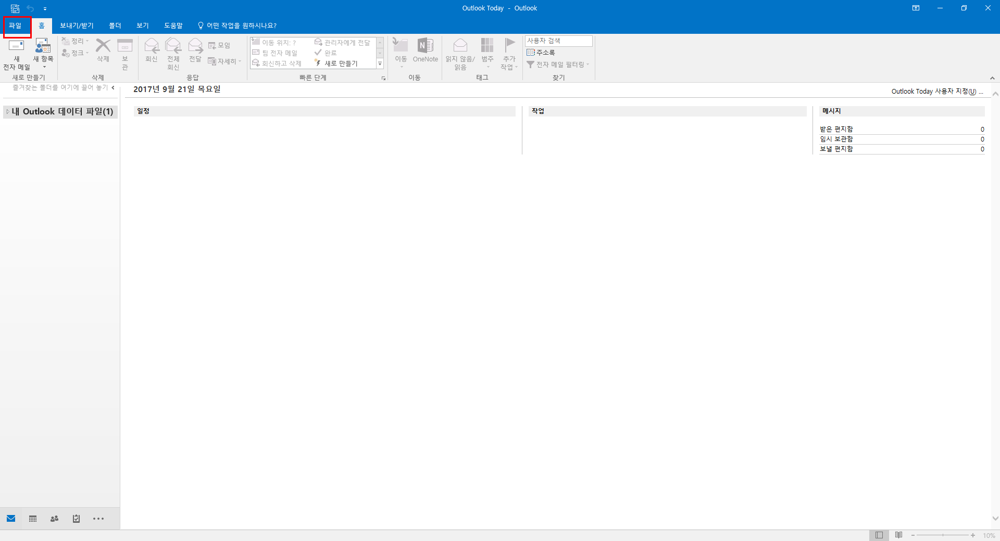 Outlook Today - Outlook
파일 홈 보내기/받기 폴더 보기 도움말 어떤 작업을 원하시나요?
새 전자 메일
새 항목
새로 만들기
정리
정크
삭제
보관
삭제
회신
전체 회신
전달
모임
자세히
응답
이동 위치: ?
팀 전자 메일
회신하고 삭제
관리자에게 전달
완료
새로 만들기
빠른 단계
이동
OneNote
이동
읽지 않음/읽음
범주
추가 작업
태그
사용자 검색
주소록
전자 메일 필터링
찾기
즐겨찾는 폴더를 여기에 끌어 놓기
내 Outlook 데이터 파일(1)
2017년 9월 21일 목요일
Outlook Today 사용자 지정(U) ...
일정
작업
메시지
받은 편지함 0
임시 보관함 0
보낼 편지함 0
10%